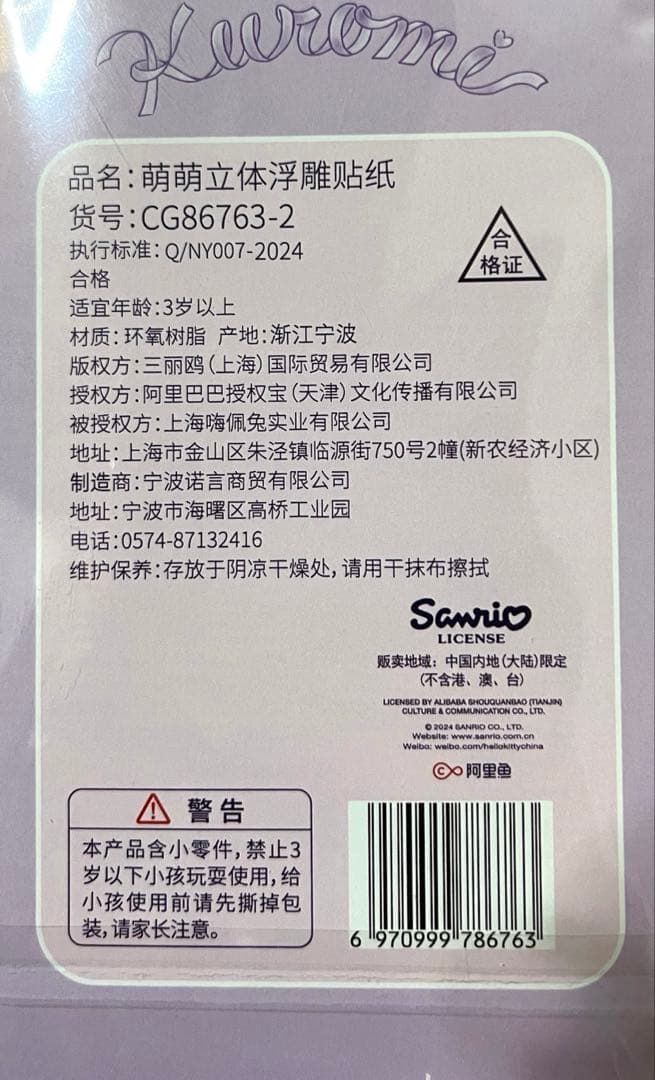 Kuromi
品名:萌萌立体浮雕贴纸
货号:CG86763-2
执行标准:Q/NY007-2024
合格
合
格证
适宜年龄:3岁以上
材质:环氧树脂 产地:浙江宁波
版权方:三丽鸥(上海)国际贸易有限公司
授权方:阿里巴巴授权宝(天津)文化传播有限公司
被授权方:上海嗨佩兔实业有限公司
地址:上海市金山区朱泾镇临源街750号2幢(新农经济小区)
制造商:宁波诺言商贸有限公司
地址:宁波市海曙区高桥工业园
电话:0574-87132416
维护保养:存放于阴凉干燥处,请用干抹布擦拭
Sanrio
LICENSE
贩卖地域:中国内地(大陆)限定
(不含港、澳、台)
LICENSED BY ALIBABA SHOUQUANBAO (TIANJIN)
CULTURE & COMMUNICATION CO., LTD.
© 2024 SANRIO CO., LTD.
Website: www.sanrio.com.cn
Weibo: weibo.com/hellokittychina
阿里鱼
警告
本产品含小零件,禁止3
岁以下小孩玩耍使用,给
小孩使用前请先撕掉包
装,请家长注意。
6 970999 786763